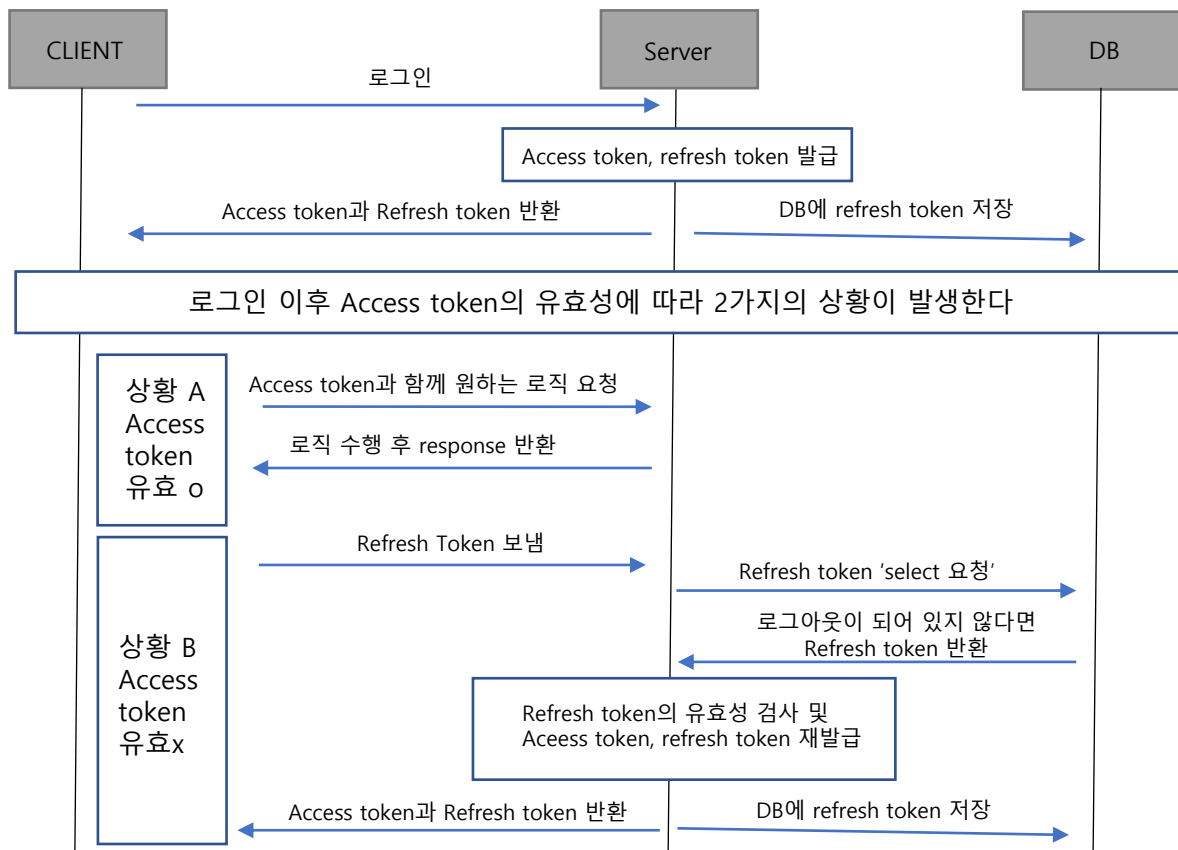 CLIENT
Server
DB
로그인
Access token, refresh token 발급
Access token과 Refresh token 반환
DB에 refresh token 저장
로그인 이후 Access token의 유효성에 따라 2가지의 상황이 발생한다
상황 A
Access
token
유효 o
Access token과 함께 원하는 로직 요청
로직 수행 후 response 반환
상황 B
Access
token
유효x
Refresh Token 보냄
Refresh token ‘select 요청’
로그아웃이 되어 있지 않다면
Refresh token 반환
Refresh token의 유효성 검사 및
Aceess token, refresh token 재발급
Access token과 Refresh token 반환
DB에 refresh token 저장